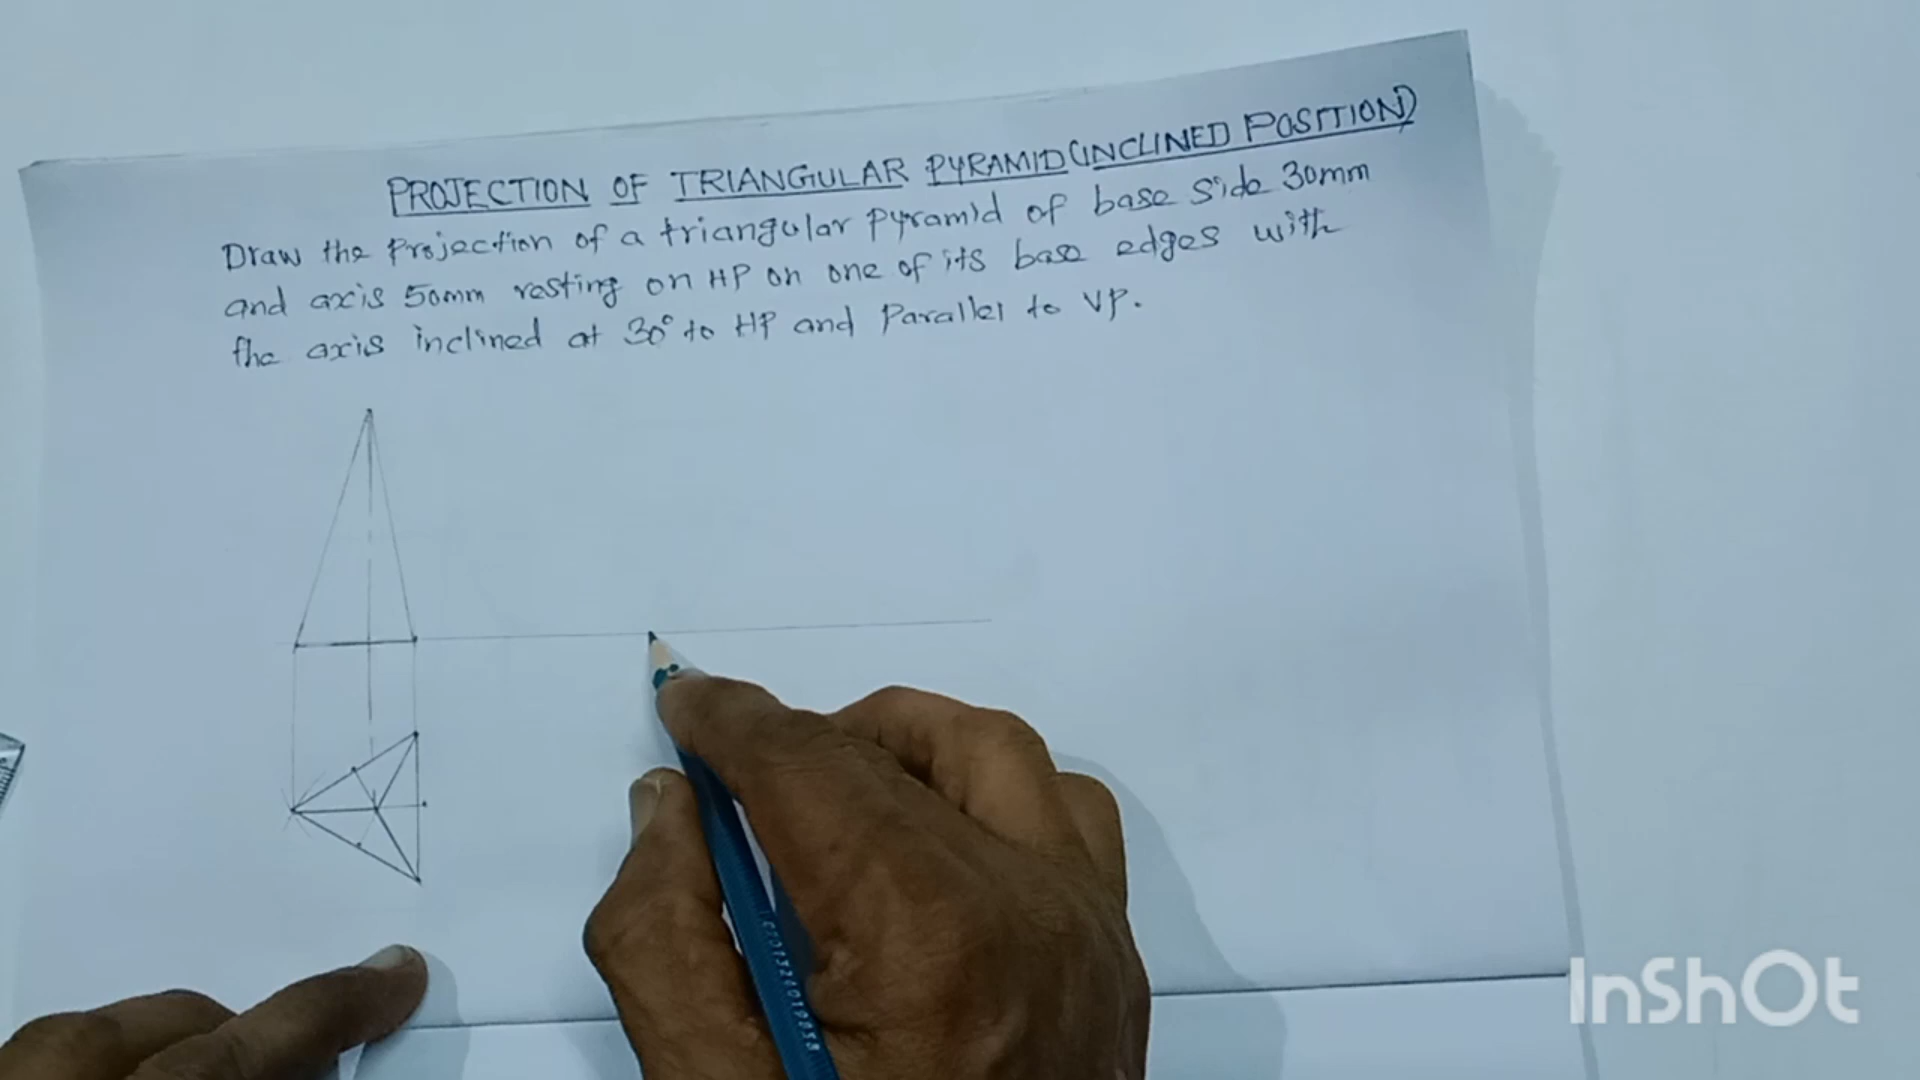 PROJECTION OF TRIANGULAR PYRAMID (INCLINED POSITION)
Draw the projection of a triangular pyramid of base side 30mm
and axis 50mm resting on HP on one of its base edges with
the axis inclined at 30° to HP and parallel to VP.
InShOt